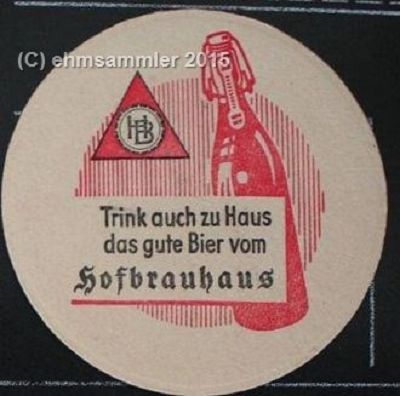 (C) ehmsammler 2015
HB
Trink auch zu Haus
das gute Bier vom
Hofbrauhaus